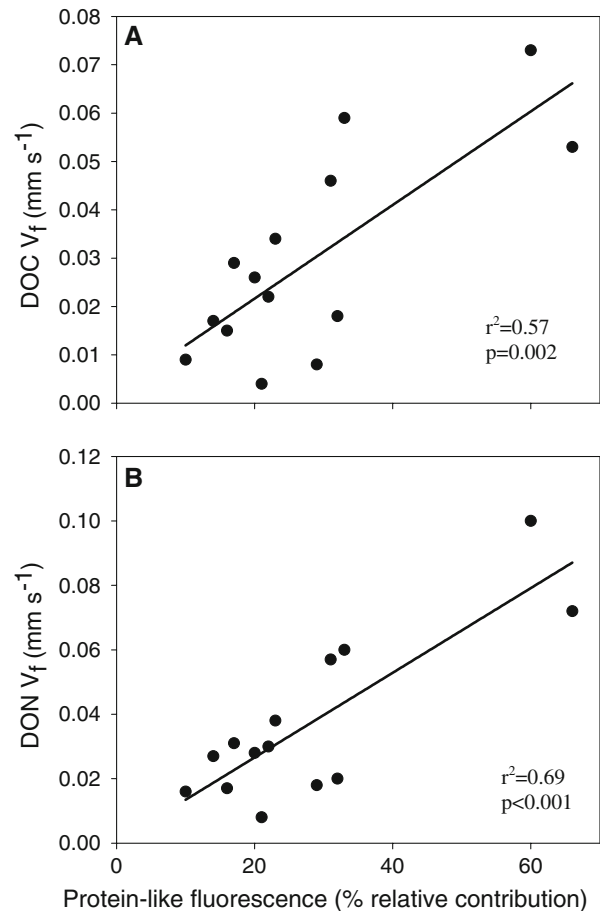 A
0.08
0.07
0.06
0.05
0.04
0.03
0.02
0.01
0.00
DOC Vf (mm s⁻¹)
r²=0.57
p=0.002
B
0.12
0.10
0.08
0.06
0.04
0.02
0.00
DON Vf (mm s⁻¹)
r²=0.69
p<0.001
0 20 40 60
Protein-like fluorescence (% relative contribution)